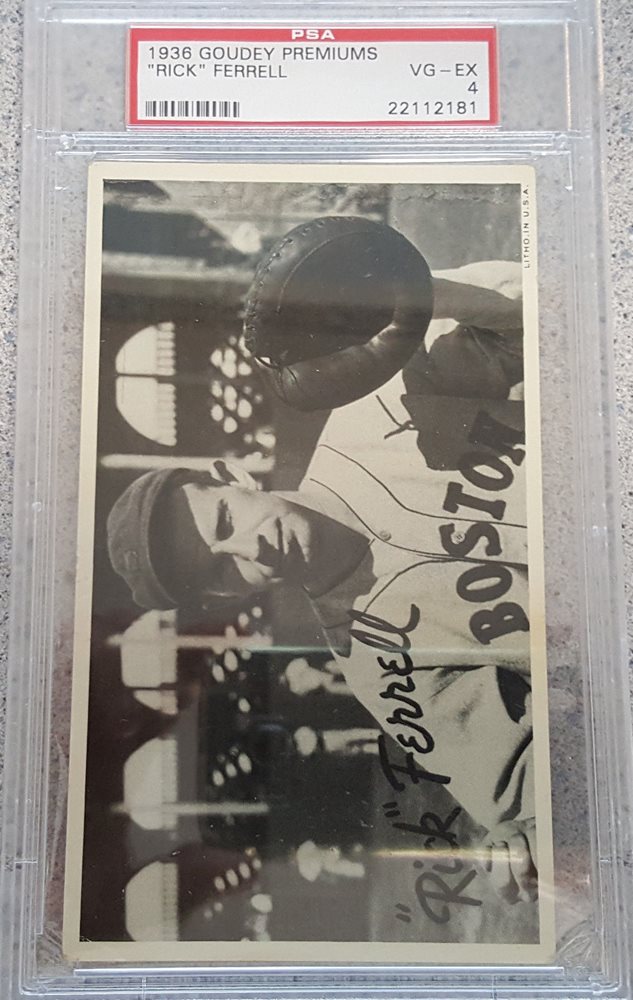 PSA
1936 GOUDEY PREMIUMS
"RICK" FERRELL VG-EX
4
22112181
LITHO. IN U.S.A.
BOSTON
"Rick" Ferrell